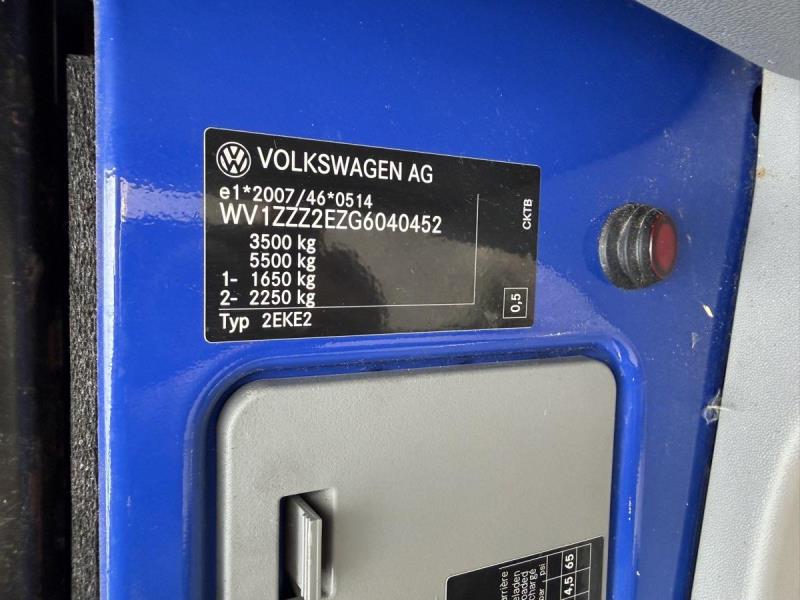 VOLKSWAGEN AG
e1*2007/46*0514
WV1ZZZ2EZG6040452
3500 kg
5500 kg
1- 1650 kg
2- 2250 kg
Typ 2EKE2
CKTB
0,5
psi
65
4,5